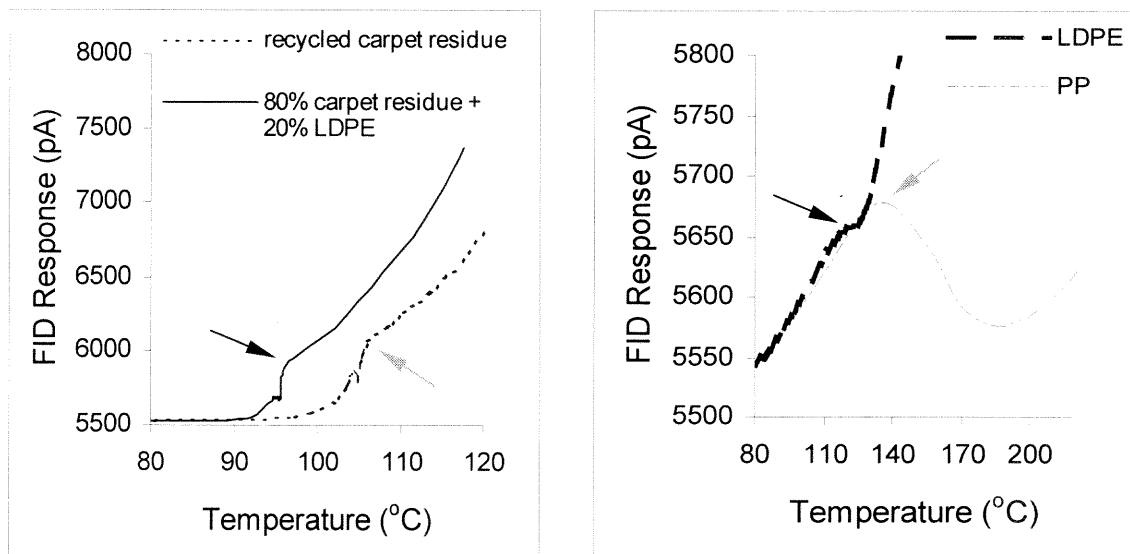 recycled carpet residue
80% carpet residue +
20% LDPE
FID Response (pA)
8000
7500
7000
6500
6000
5500
80 90 100 110 120
Temperature (°C)
LDPE
PP
FID Response (pA)
5800
5750
5700
5650
5600
5550
5500
80 110 140 170 200
Temperature (°C)